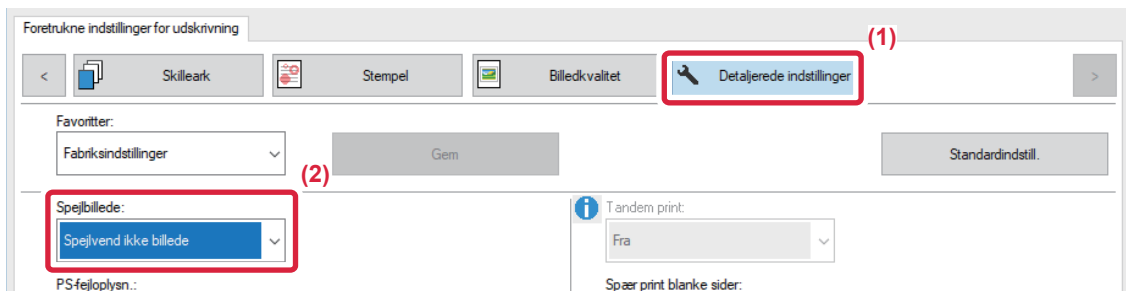 Foretrukne indstillinger for udskrivning
(1)
< Skilleark Stempel Billedkvalitet Detaljerede indstillinger >
Favoritter:
Fabriksindstillinger Gem Standardindstill.
(2)
Spejlbillede: Tandem print:
Spejlvend ikke billede Fra
PS-fejloplysn.: Spær print blanke sider: